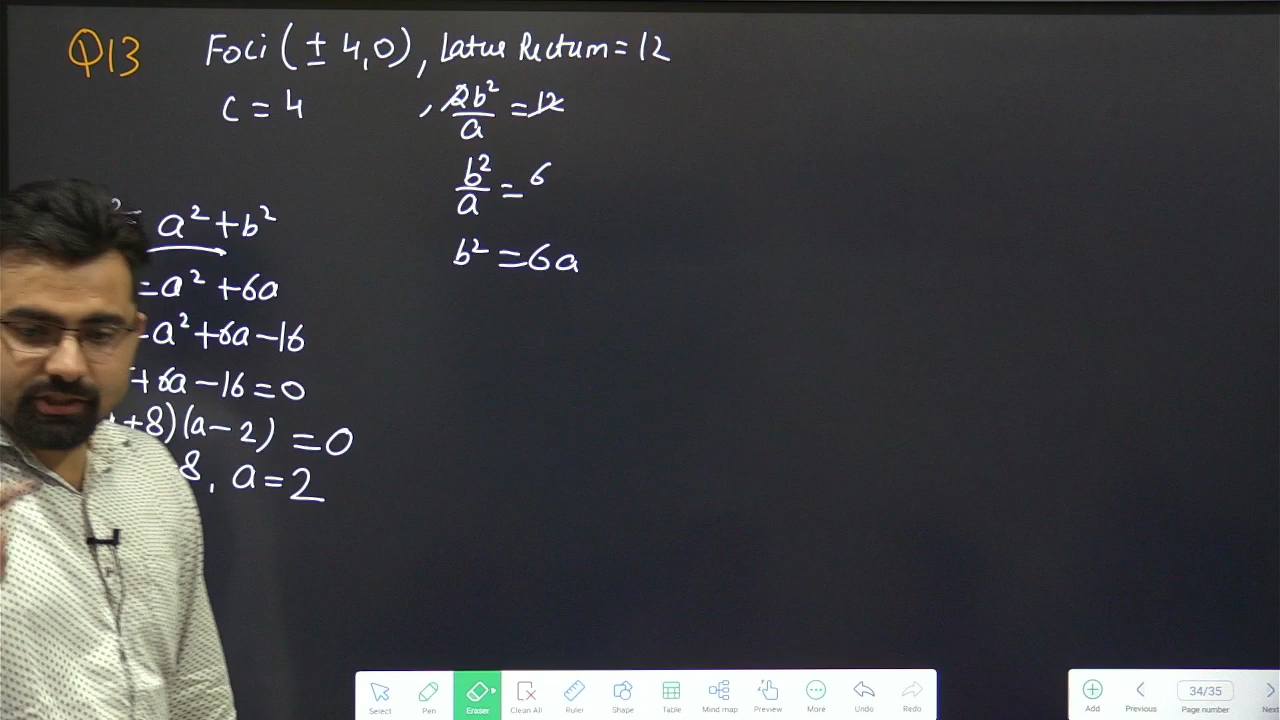 Q13 Foci (± 4,0), Latus Rectum = 12
c = 4
, 2b²/a = 12
b²/a = 6
b² = 6a
²= a² + b²
= a² + 6a
a² + 6a - 16
+ 6a - 16 = 0
+8)(a - 2) = 0
8, a = 2
Select Pen Eraser Clean All Ruler Shape Table Mind map Preview More Undo Redo
34/35
Add Previous Page number Next